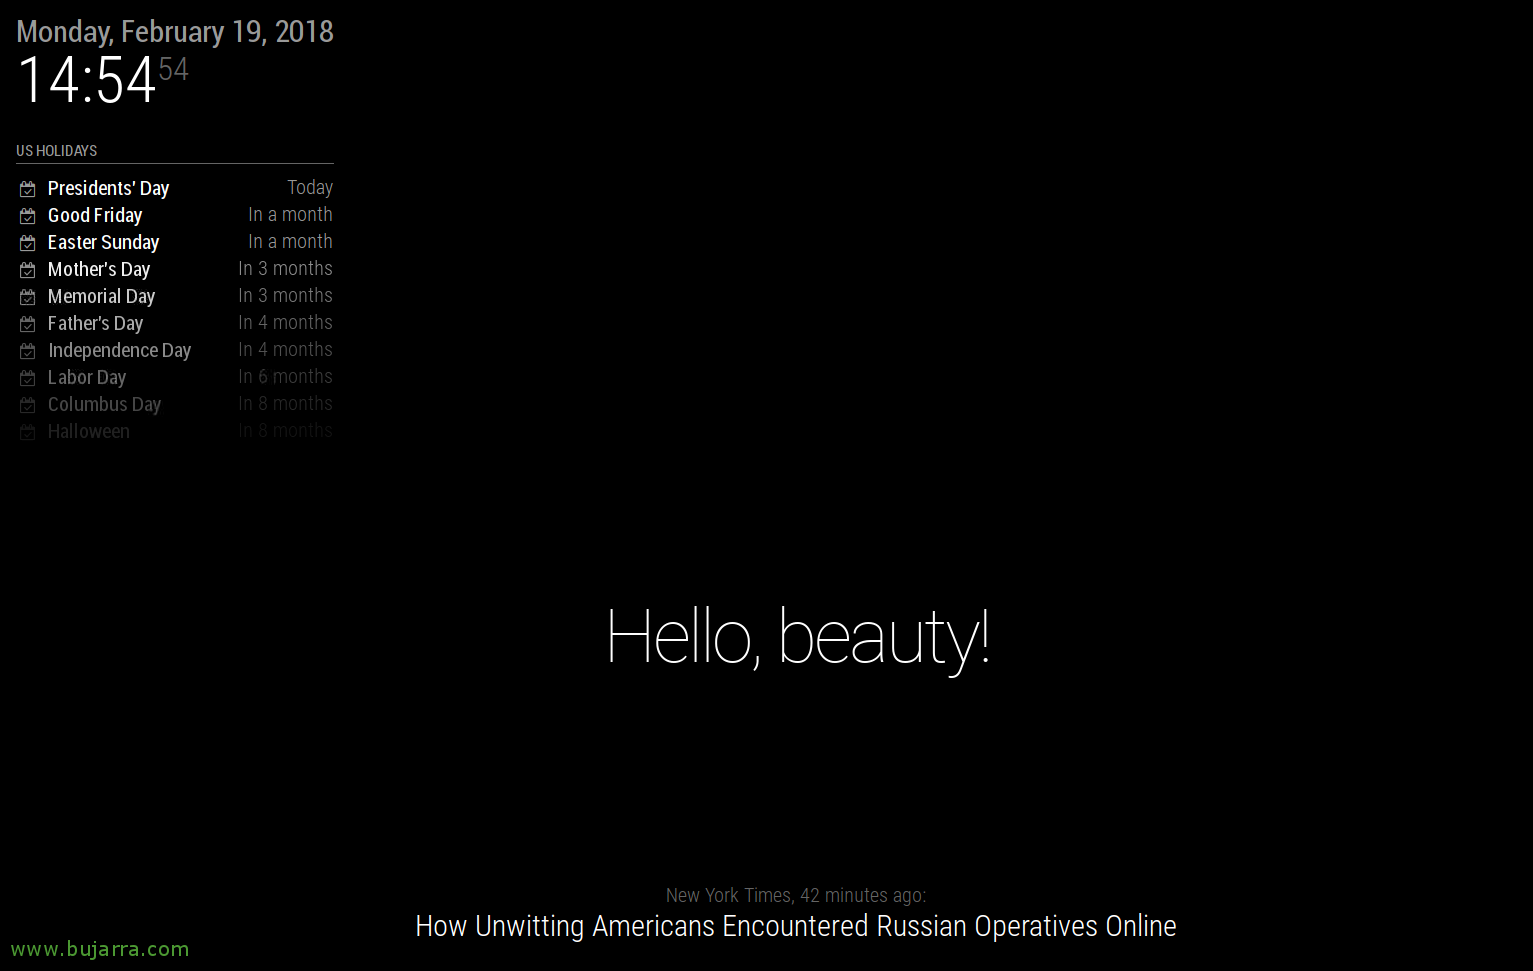 Monday, February 19, 2018
14:54 54
US HOLIDAYS
Presidents' Day Today
Good Friday In a month
Easter Sunday In a month
Mother's Day In 3 months
Memorial Day In 3 months
Father's Day In 4 months
Independence Day In 4 months
Labor Day In 6 months
Columbus Day In 8 months
Halloween In 8 months
Hello, beauty!
New York Times, 42 minutes ago:
How Unwitting Americans Encountered Russian Operatives Online
www.bujarra.com